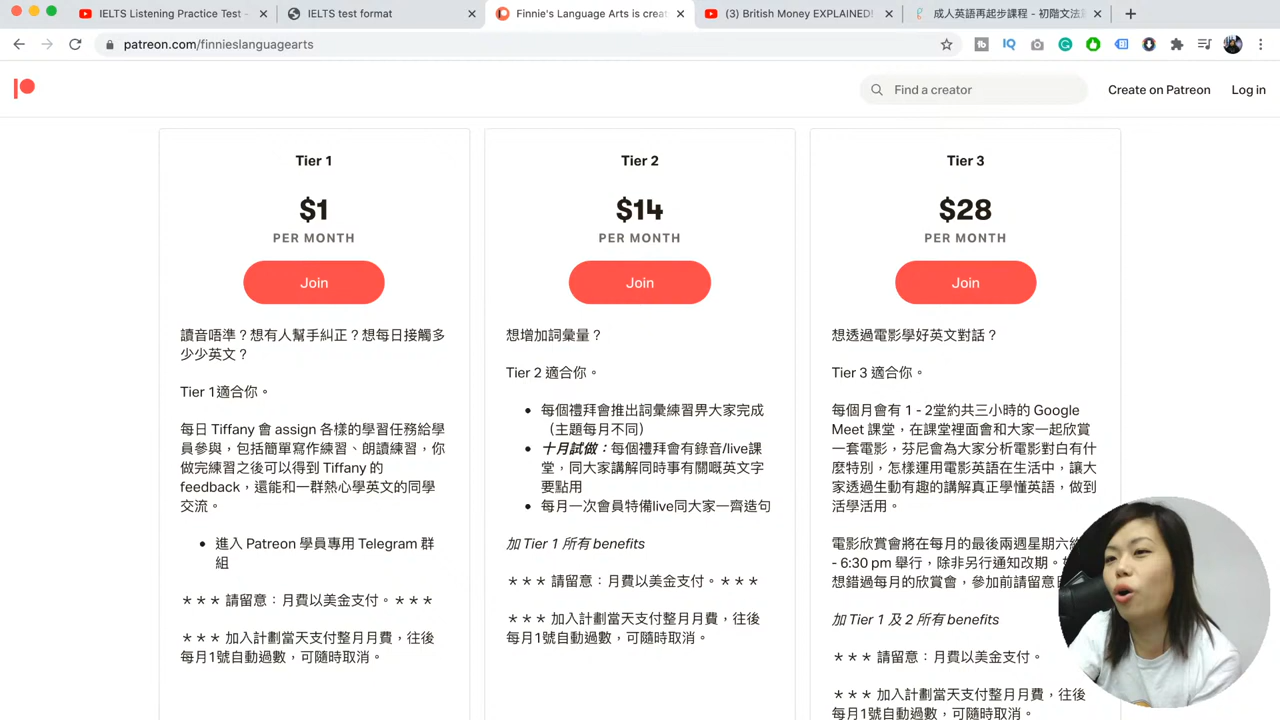 IELTS Listening Practice Test -
IELTS test format
Finnie's Language Arts is creat
(3) British Money EXPLAINED!
成人英語再起步課程 - 初階文法
patreon.com/finnieslanguagearts
Find a creator
Create on Patreon
Log in
Tier 1
$1
PER MONTH
Join
讀音唔準？想有人幫手糾正？想每日接觸多
少少英文？
Tier 1適合你。
每日 Tiffany 會 assign 各樣的學習任務給學
員參與，包括簡單寫作練習、朗讀練習，你
做完練習之後可以得到 Tiffany 的
feedback，還能和一群熱心學英文的同學
交流。
• 進入 Patreon 學員專用 Telegram 群
組
＊＊＊ 請留意：月費以美金支付。＊＊＊
＊＊＊ 加入計劃當天支付整月月費，往後
每月1號自動過數，可隨時取消。
Tier 2
$14
PER MONTH
Join
想增加詞彙量？
Tier 2 適合你。
• 每個禮拜會推出詞彙練習畀大家完成
（主題每月不同）
• 十月試做：每個禮拜會有錄音/live課
堂，同大家講解同時事有關嘅英文字
要點用
• 每月一次會員特備live同大家一齊造句
加 Tier 1 所有 benefits
＊＊＊ 請留意：月費以美金支付。＊＊＊
＊＊＊ 加入計劃當天支付整月月費，往後
每月1號自動過數，可隨時取消。
Tier 3
$28
PER MONTH
Join
想透過電影學好英文對話？
Tier 3 適合你。
每個月會有 1 - 2堂約共三小時的 Google
Meet 課堂，在課堂裡面會和大家一起欣賞
一套電影，芬尼會為大家分析電影對白有什
麼特別，怎樣運用電影英語在生活中，讓大
家透過生動有趣的講解真正學懂英語，做到
活學活用。
電影欣賞會將在每月的最後兩週星期六
- 6:30 pm 舉行，除非另行通知改期。
想錯過每月的欣賞會，參加前請留意
加 Tier 1 及 2 所有 benefits
＊＊＊ 請留意：月費以美金支付。
＊＊＊ 加入計劃當天支付整月月費，往後
每月1號自動過數，可隨時取消。